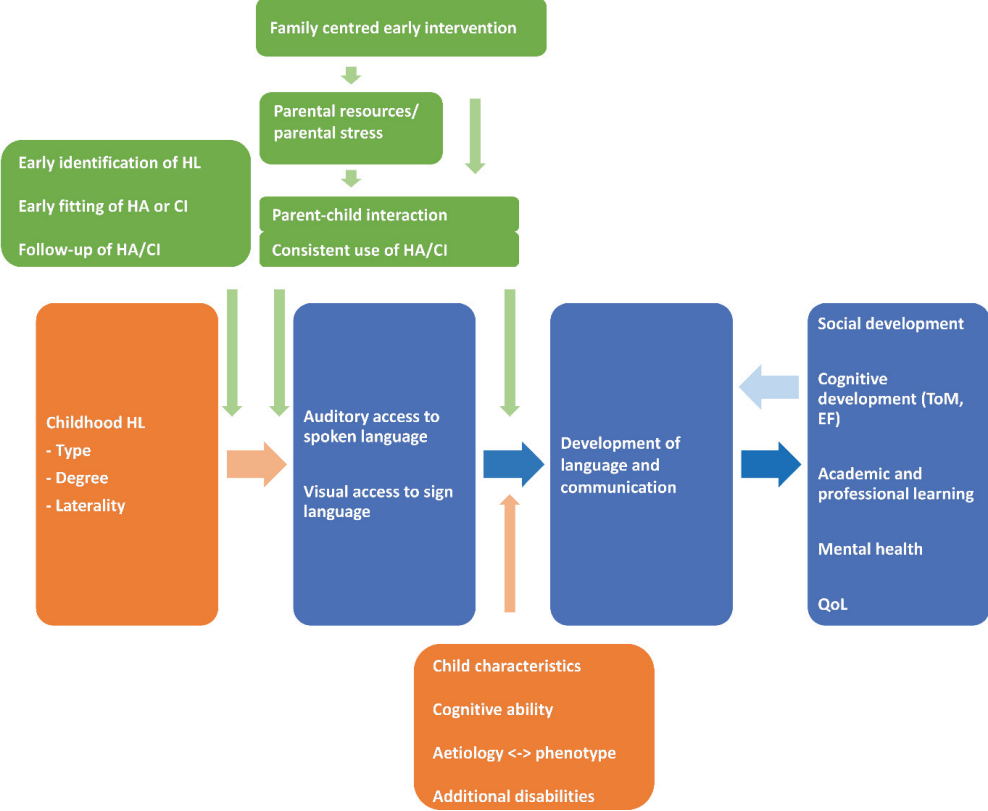 Family centred early intervention
Parental resources/
parental stress
Early identification of HL
Early fitting of HA or CI
Follow-up of HA/CI
Parent-child interaction
Consistent use of HA/CI
Childhood HL
- Type
- Degree
- Laterality
Auditory access to
spoken language
Visual access to sign
language
Development of
language and
communication
Social development
Cognitive
development (ToM,
EF)
Academic and
professional learning
Mental health
QoL
Child characteristics
Cognitive ability
Aetiology <-> phenotype
Additional disabilities